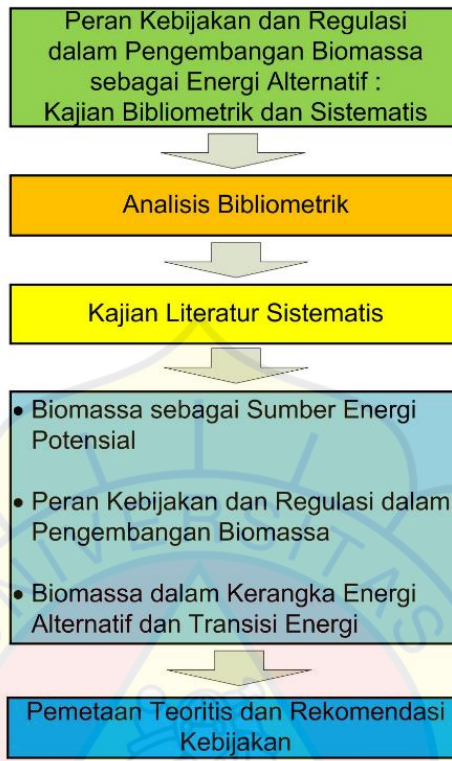 Peran Kebijakan dan Regulasi
dalam Pengembangan Biomassa
sebagai Energi Alternatif :
Kajian Bibliometrik dan Sistematis
Analisis Bibliometrik
Kajian Literatur Sistematis
• Biomassa sebagai Sumber Energi
Potensial
• Peran Kebijakan dan Regulasi dalam
Pengembangan Biomassa
• Biomassa dalam Kerangka Energi
Alternatif dan Transisi Energi
Pemetaan Teoritis dan Rekomendasi
Kebijakan
UNIVERSITAS